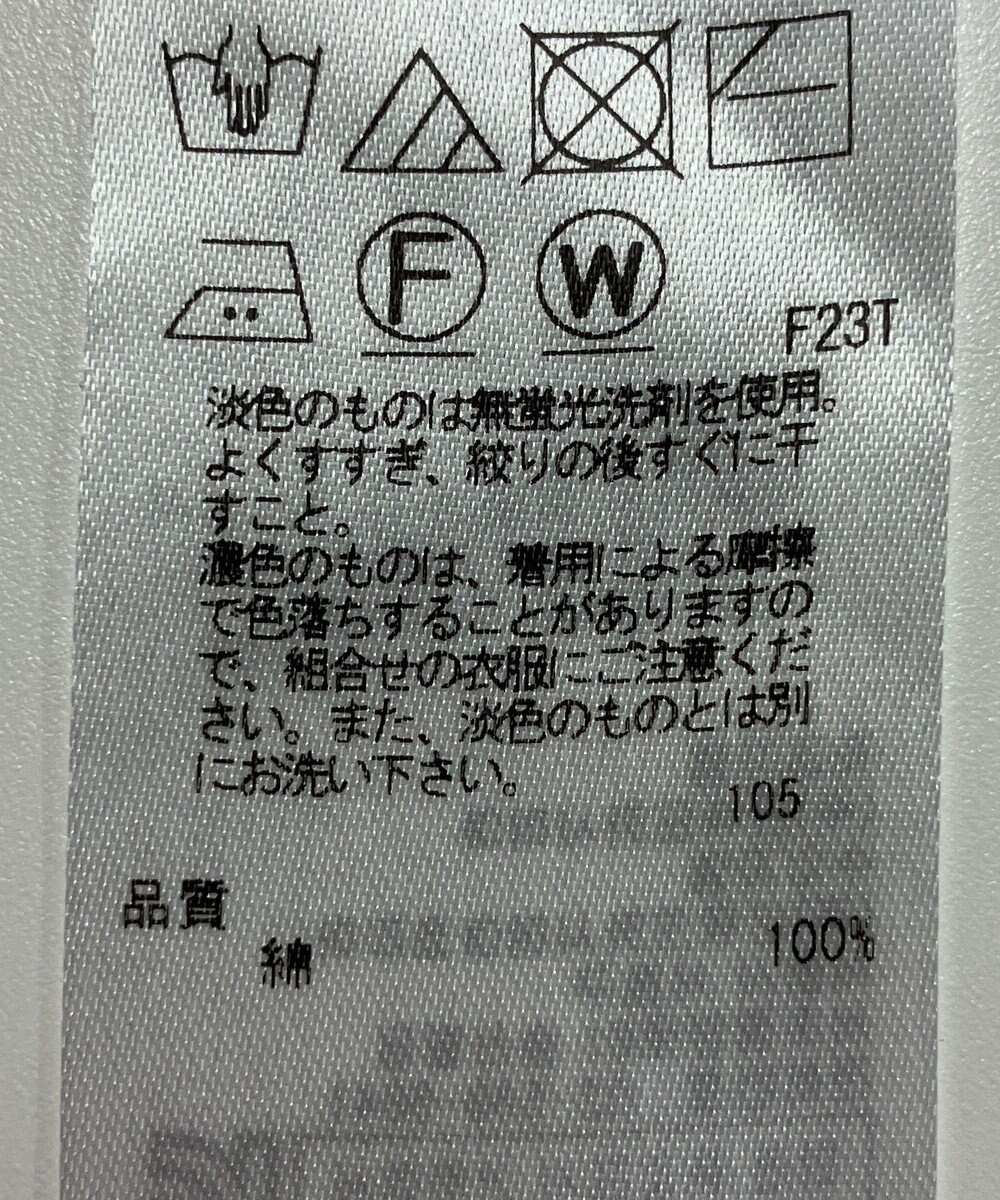 F
W
F23T
淡色のものは無蛍光洗剤を使用。
よくすすぎ、絞りの後すぐに干
すこと。
濃色のものは、着用による摩擦
で色落ちすることがありますの
で、組合せの衣服にご注意くだ
さい。また、淡色のものとは別
にお洗い下さい。
105
品質
綿 100%